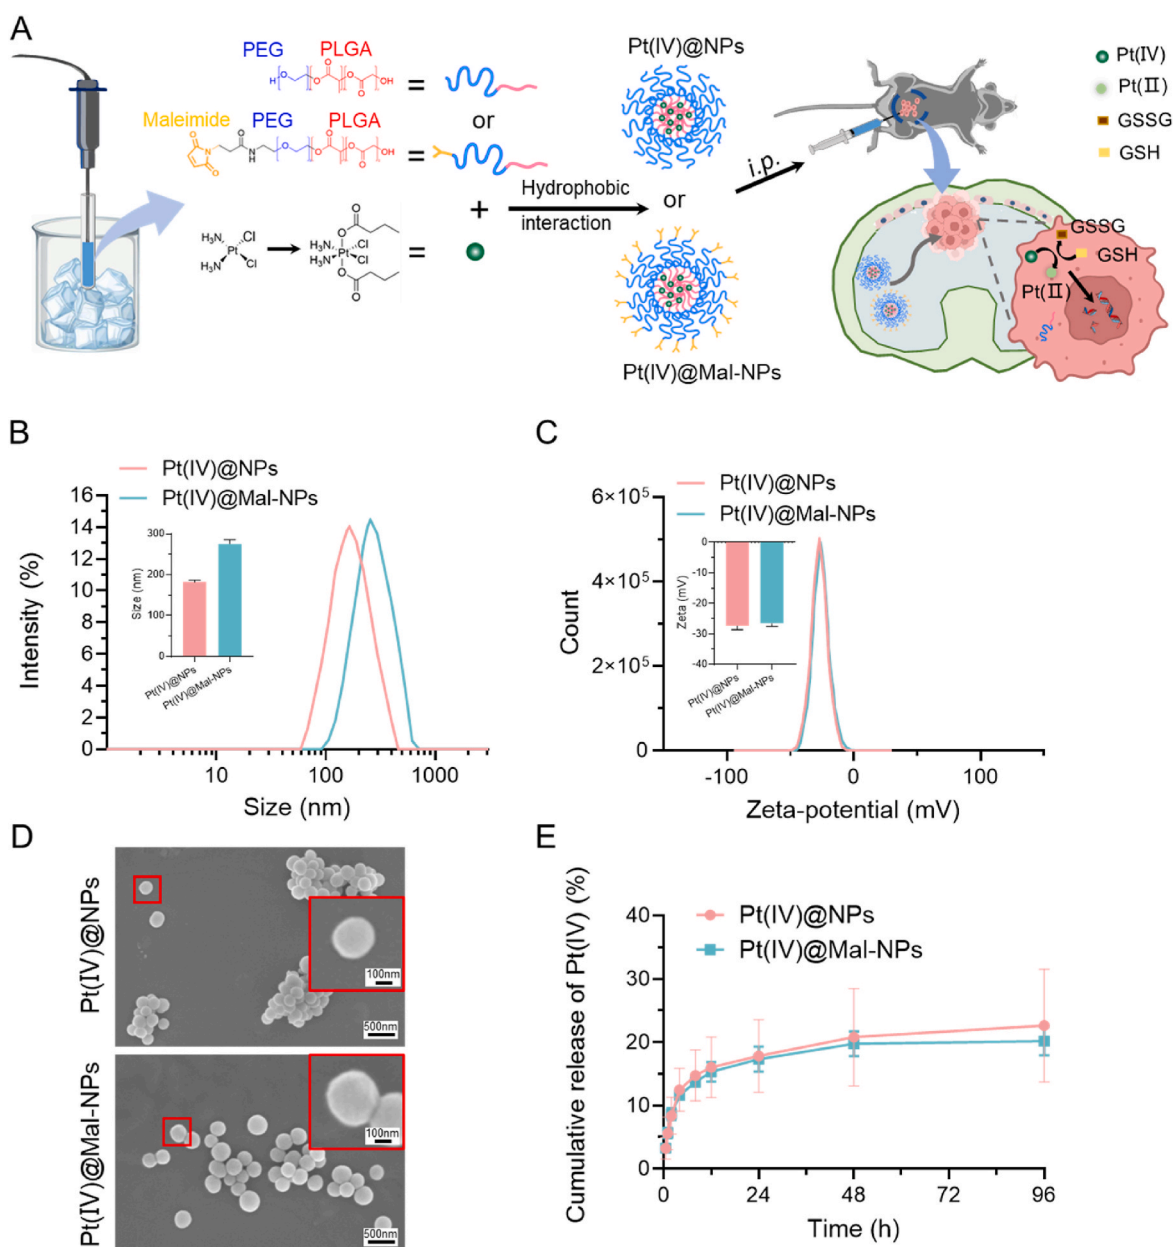 A
PEG PLGA
H O O O O O OH
=
or
Maleimide PEG PLGA
O N O O N H O O O O O OH
=
H₃N Cl
Pt
H₃N Cl
O
O
H₃N Cl
H₃N Pt Cl
O
O
=
+
Hydrophobic
interaction
Pt(IV)@NPs
or
Pt(IV)@Mal-NPs
i.p.
Pt(IV)
Pt(II)
GSSG
GSH
GSSG
GSH
Pt(II)
B
Pt(IV)@NPs
Pt(IV)@Mal-NPs
Intensity (%)
16
14
12
10
8
6
4
2
0
10 100 1000
Size (nm)
Size (nm)
300
200
100
0
Pt(IV)@NPs
Pt(IV)@Mal-NPs
C
Pt(IV)@NPs
Pt(IV)@Mal-NPs
Count
6×10⁵
4×10⁵
2×10⁵
0
-100 0 100
Zeta-potential (mV)
Zeta (mV)
0
-10
-20
-30
-40
Pt(IV)@NPs
Pt(IV)@Mal-NPs
D
Pt(IV)@NPs
100nm
500nm
Pt(IV)@Mal-NPs
100nm
500nm
E
Pt(IV)@NPs
Pt(IV)@Mal-NPs
Cumulative release of Pt(IV) (%)
40
30
20
10
0
0 24 48 72 96
Time (h)